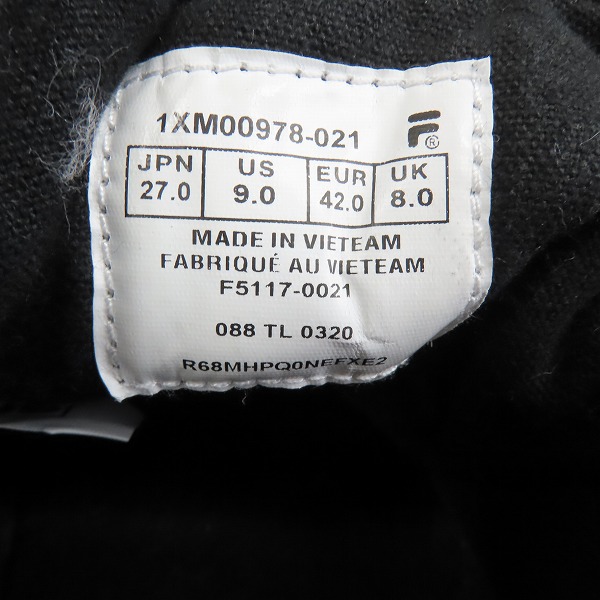 1XM00978-021 F®
JPN US EUR UK
27.0 9.0 42.0 8.0
MADE IN VIETEAM
FABRIQUÉ AU VIETEAM
F5117-0021
088 TL 0320
R68MHPQ0NEFXE2